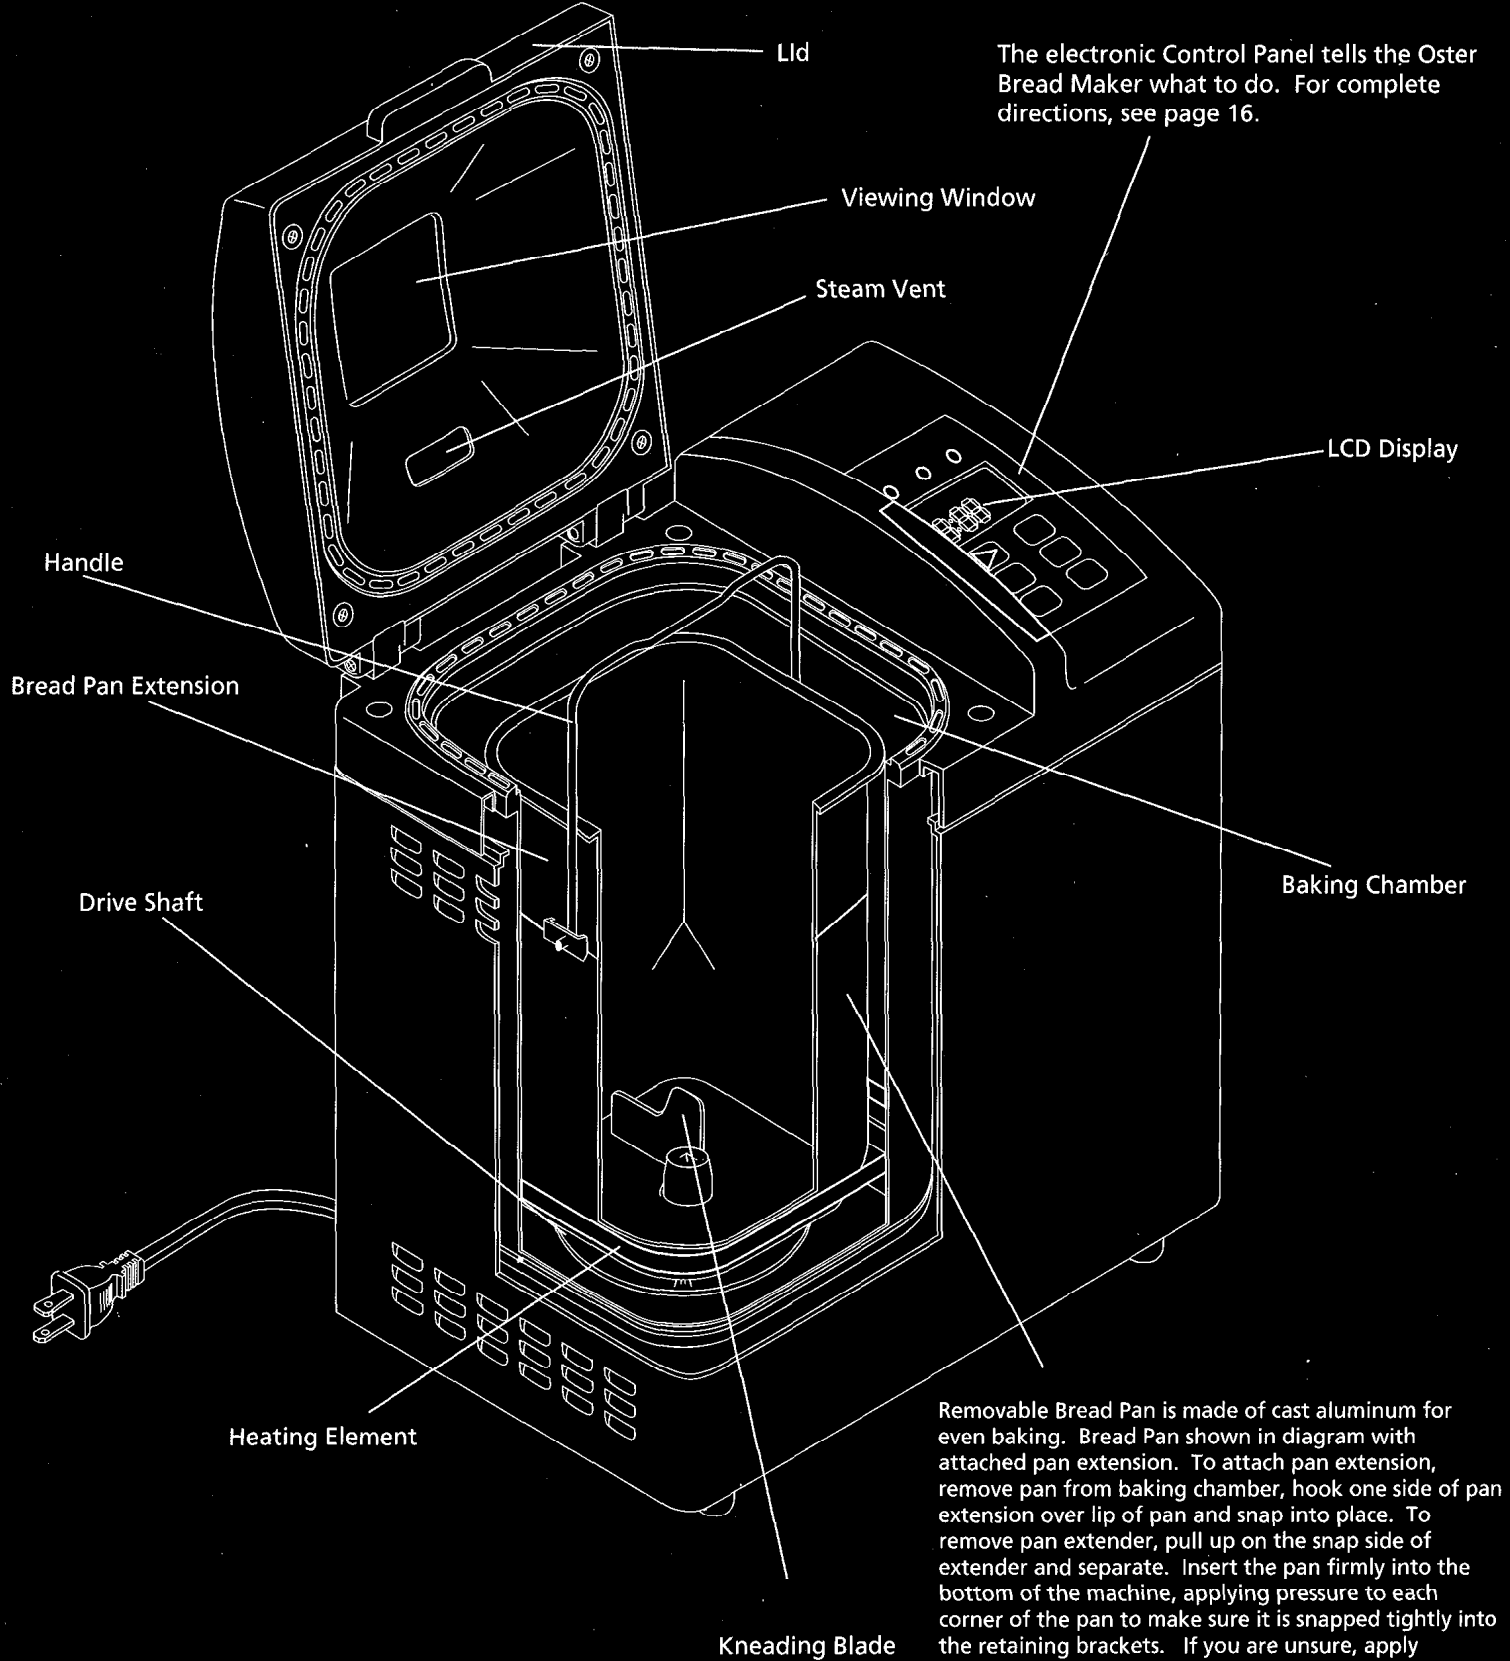 Lid
The electronic Control Panel tells the Oster
Bread Maker what to do. For complete
directions, see page 16.
Viewing Window
Steam Vent
LCD Display
Handle
Bread Pan Extension
Baking Chamber
Drive Shaft
Heating Element
Removable Bread Pan is made of cast aluminum for
even baking. Bread Pan shown in diagram with
attached pan extension. To attach pan extension,
remove pan from baking chamber, hook one side of pan
extension over lip of pan and snap into place. To
remove pan extender, pull up on the snap side of
extender and separate. Insert the pan firmly into the
bottom of the machine, applying pressure to each
corner of the pan to make sure it is snapped tightly into
the retaining brackets. If you are unsure, apply
Kneading Blade